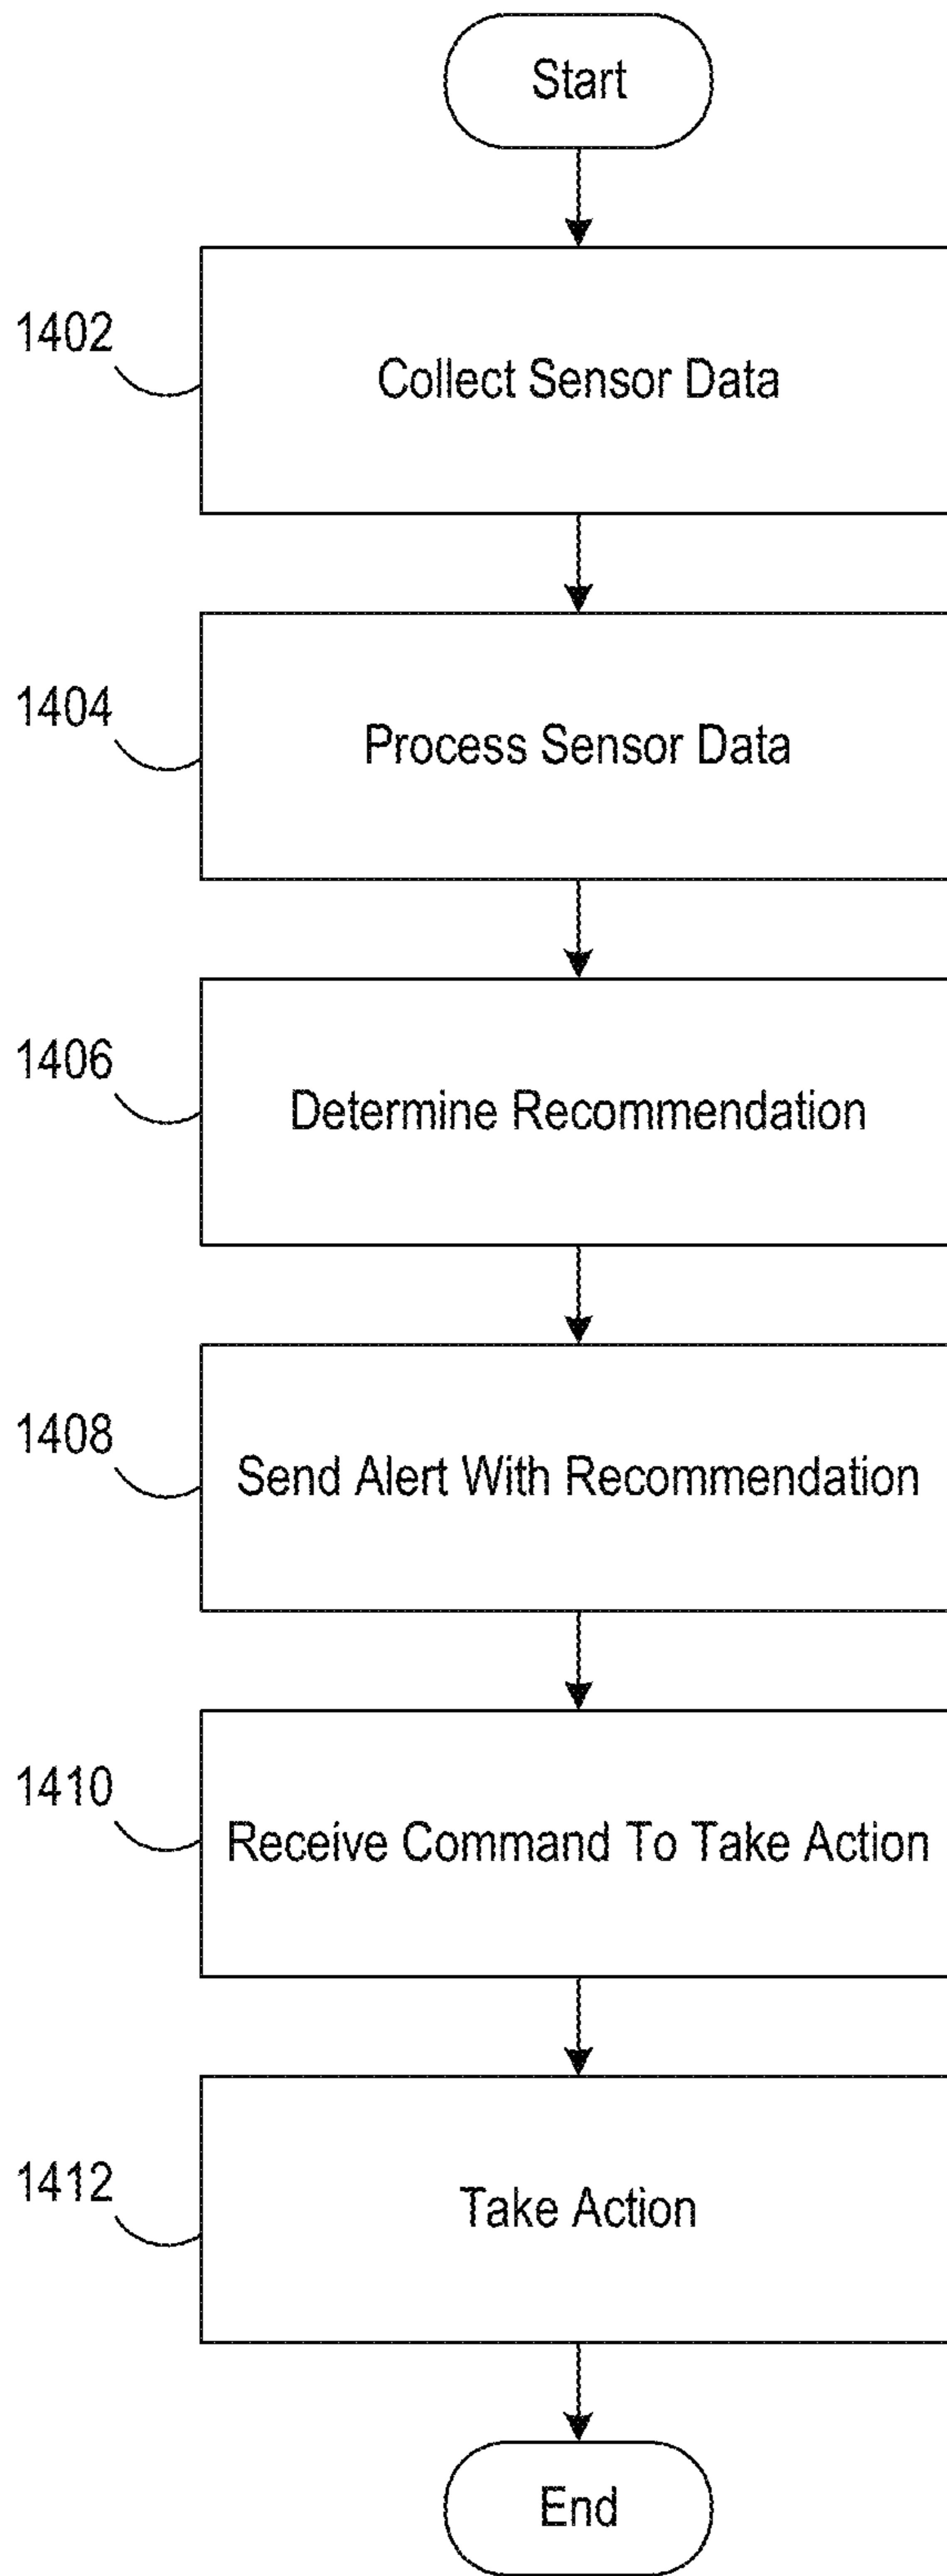 Start
1402
Collect Sensor Data
1404
Process Sensor Data
1406
Determine Recommendation
1408
Send Alert With Recommendation
1410
Receive Command To Take Action
1412
Take Action
End